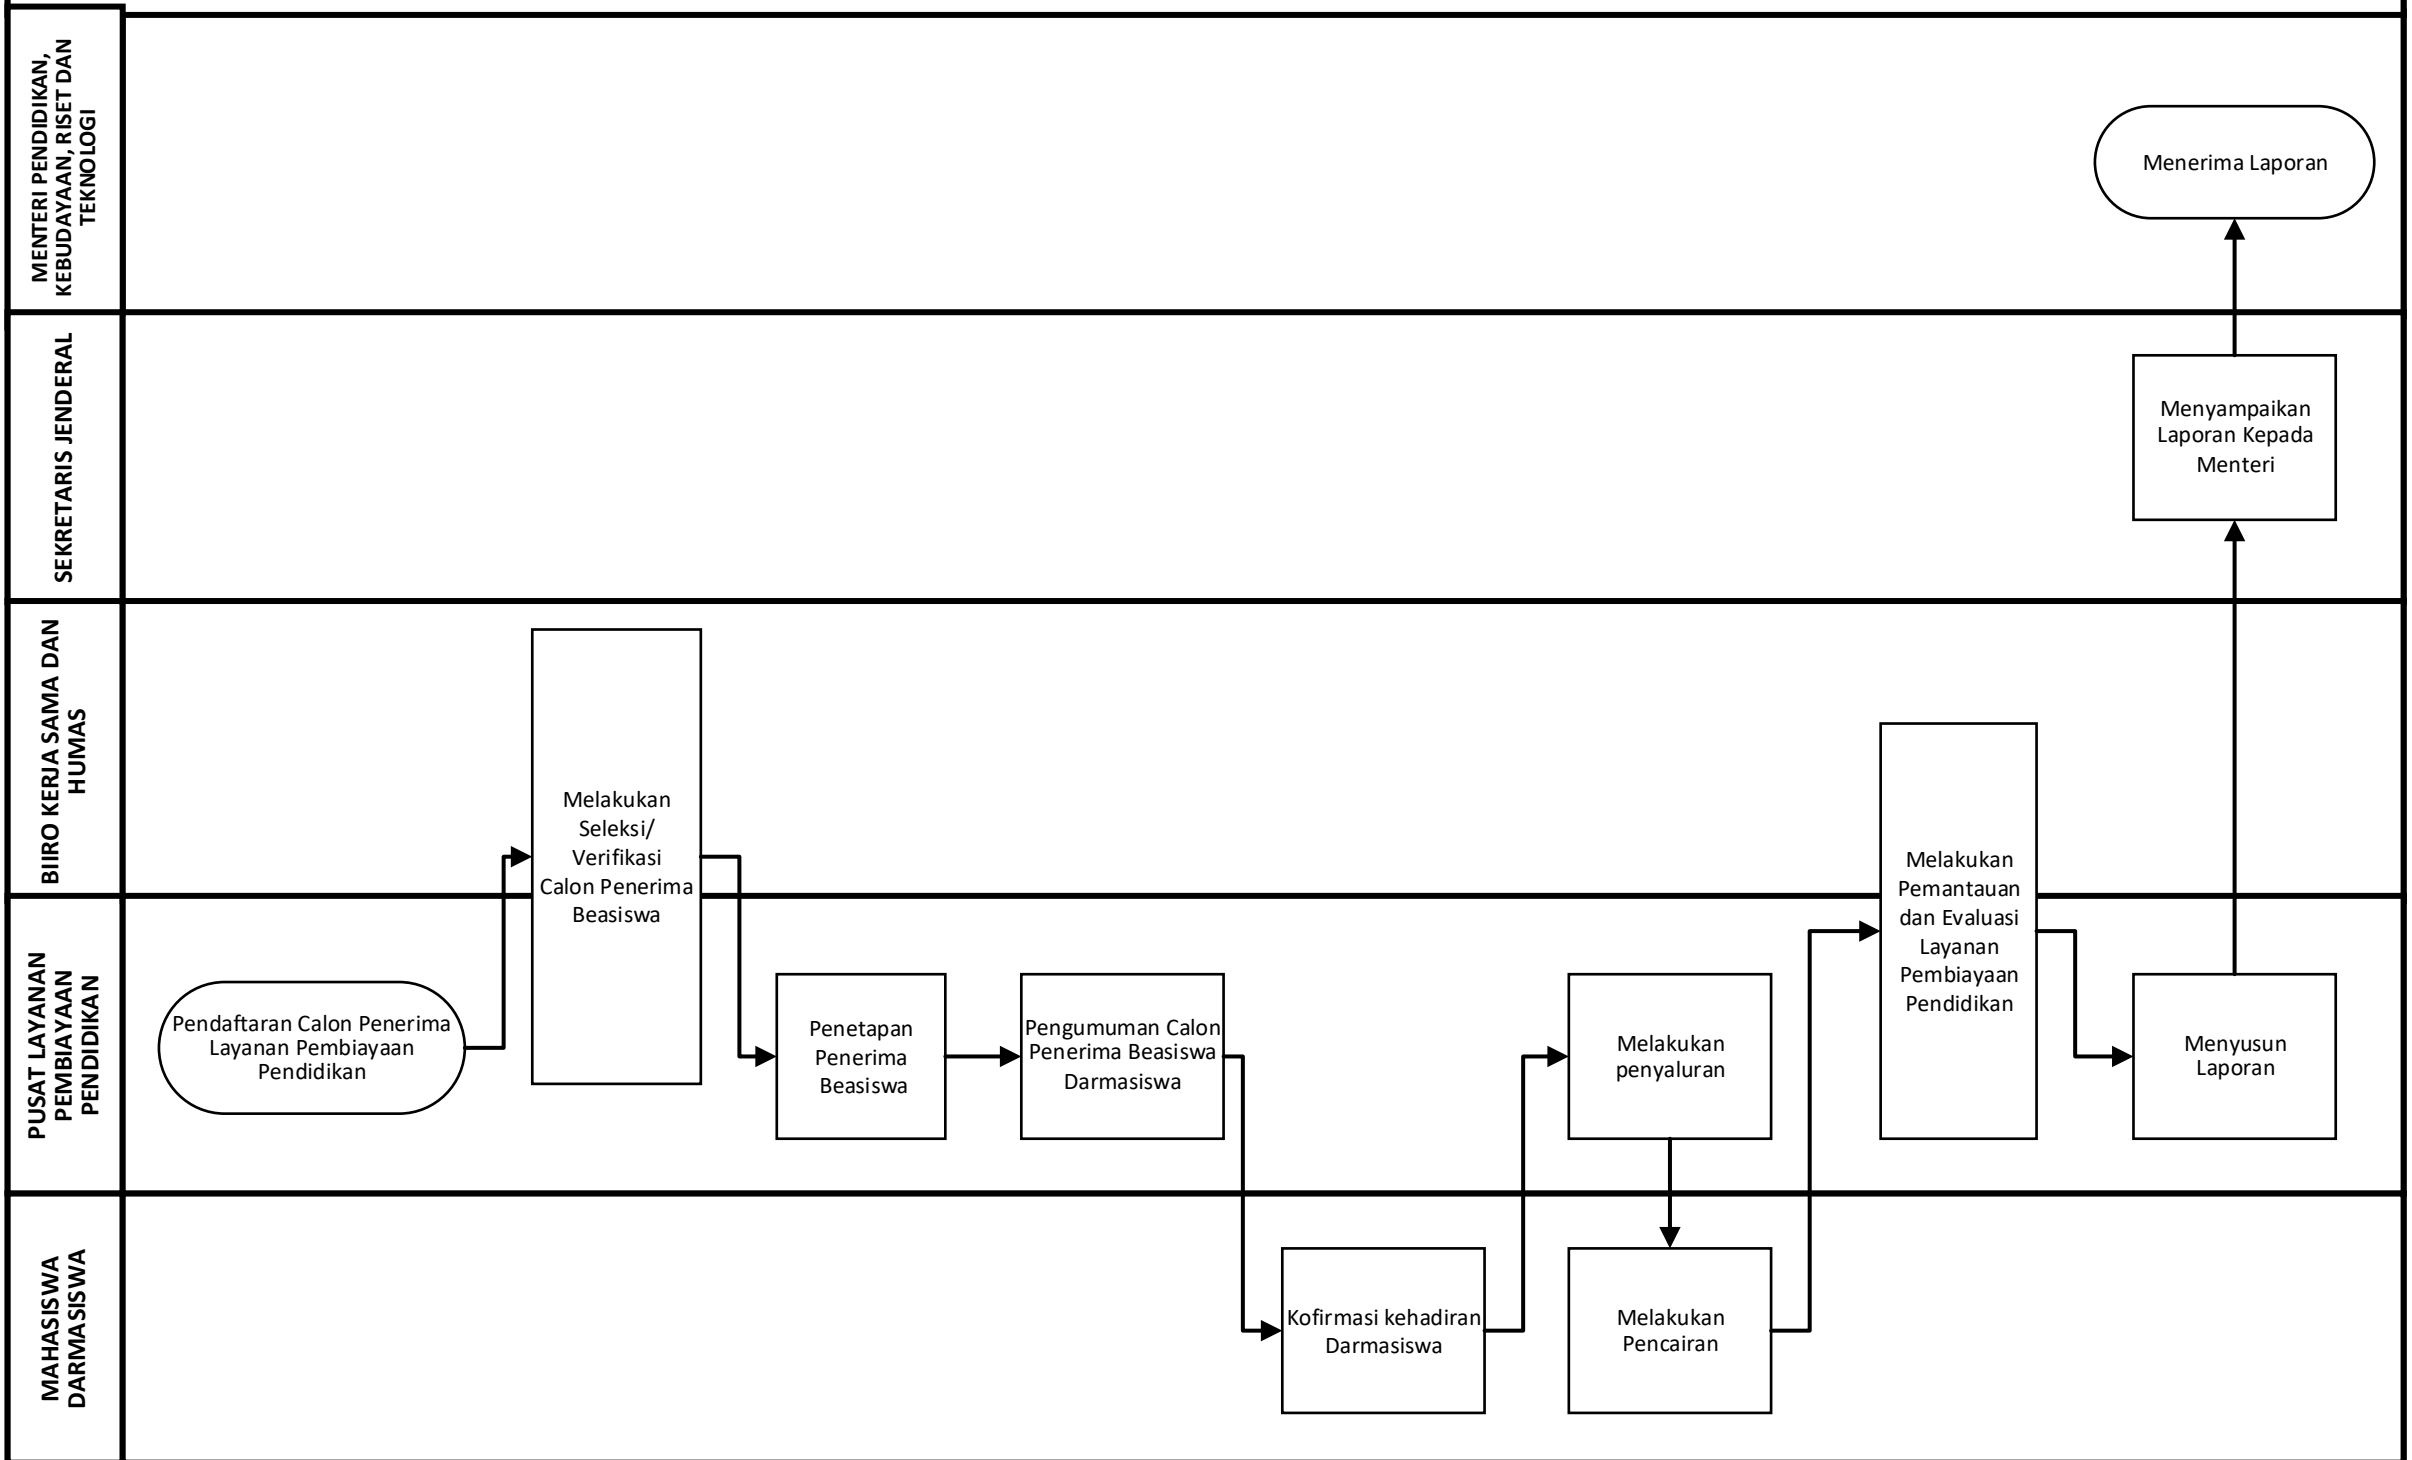 MENTERI PENDIDIKAN,
KEBUDAYAAN, RISET DAN
TEKNOLOGI
Menerima Laporan
SEKRETARIS JENDERAL
Menyampaikan
Laporan Kepada
Menteri
BIIRO KERJA SAMA DAN
HUMAS
Melakukan
Seleksi/
Verifikasi
Calon Penerima
Beasiswa
Melakukan
Pemantauan
dan Evaluasi
Layanan
Pembiayaan
Pendidikan
PUSAT LAYANAN
PEMBIAYAAN
PENDIDIKAN
Pendaftaran Calon Penerima
Layanan Pembiayaan
Pendidikan
Penetapan
Penerima
Beasiswa
Pengumuman Calon
Penerima Beasiswa
Darmasiswa
Melakukan
penyaluran
Menyusun
Laporan
MAHASISWA
DARMASISWA
Kofirmasi kehadiran
Darmasiswa
Melakukan
Pencairan